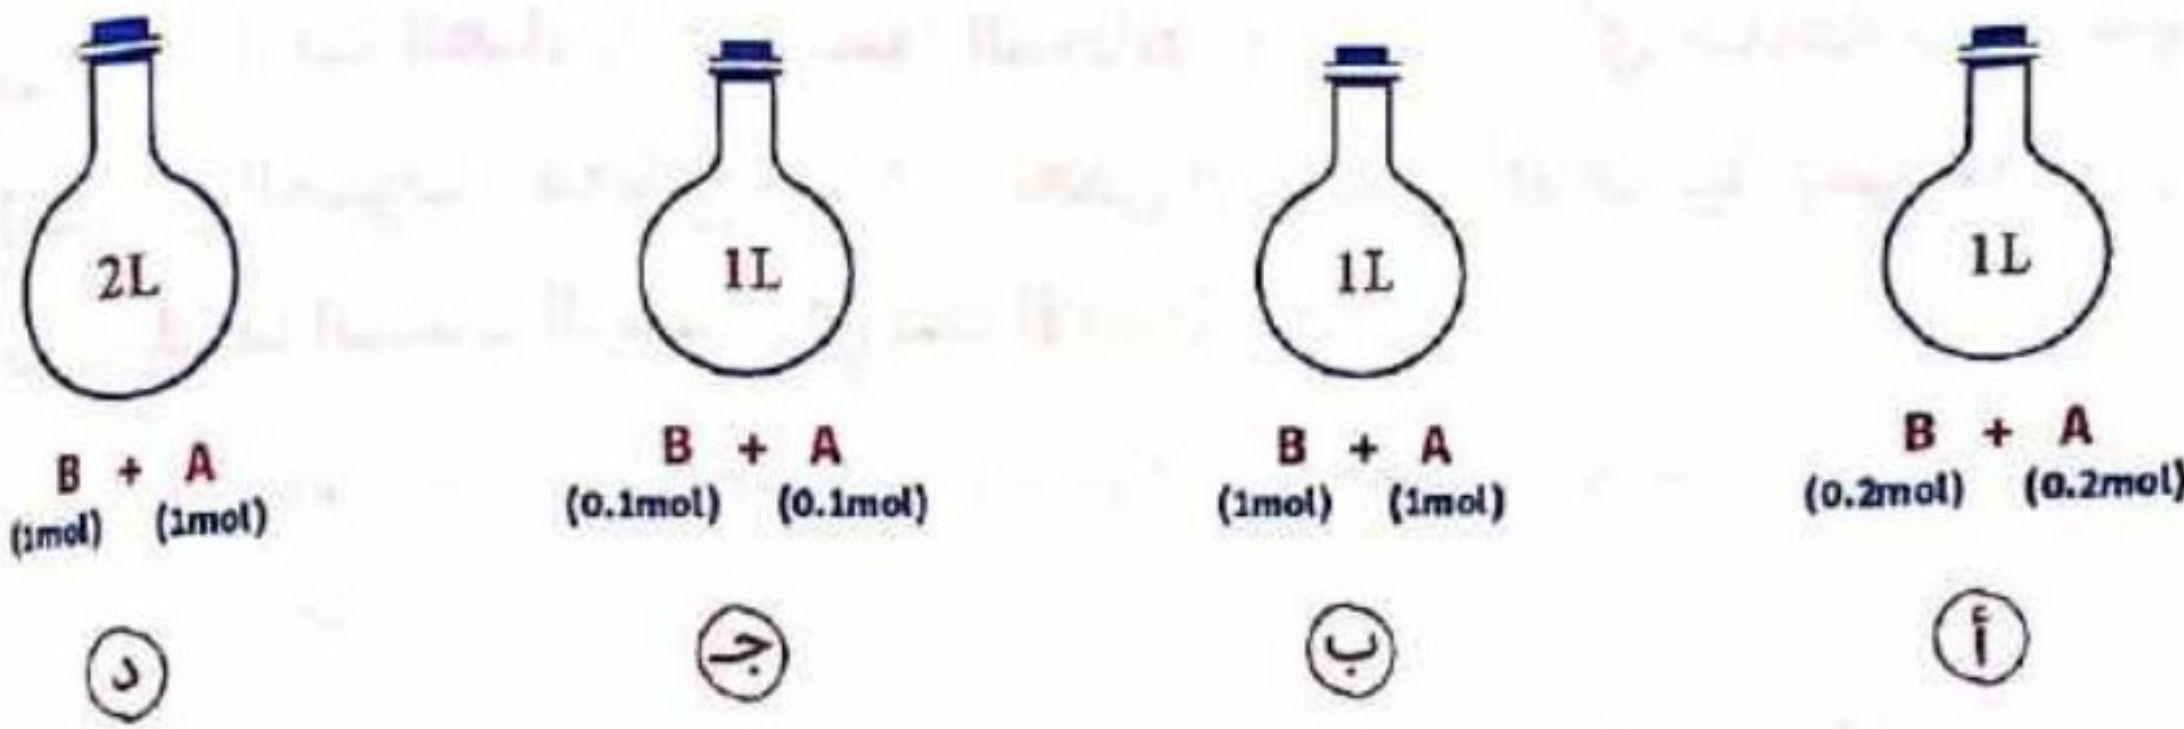 1L 1L 1L 2L
B + A B + A B + A B + A
(0.2mol) (0.2mol) (1mol) (1mol) (0.1mol) (0.1mol) (1mol) (1mol)
أ ب جـ د